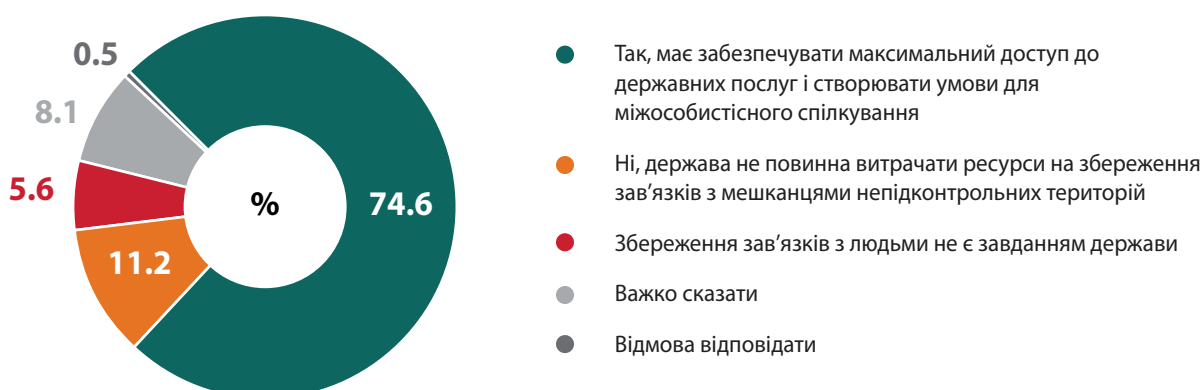 0.5
8.1
5.6
11.2
74.6
%
Так, має забезпечувати максимальний доступ до
державних послуг і створювати умови для
міжособистісного спілкування
Ні, держава не повинна витрачати ресурси на збереження
зав'язків з мешканцями непідконтрольних територій
Збереження зав'язків з людьми не є завданням держави
Важко сказати
Відмова відповідати